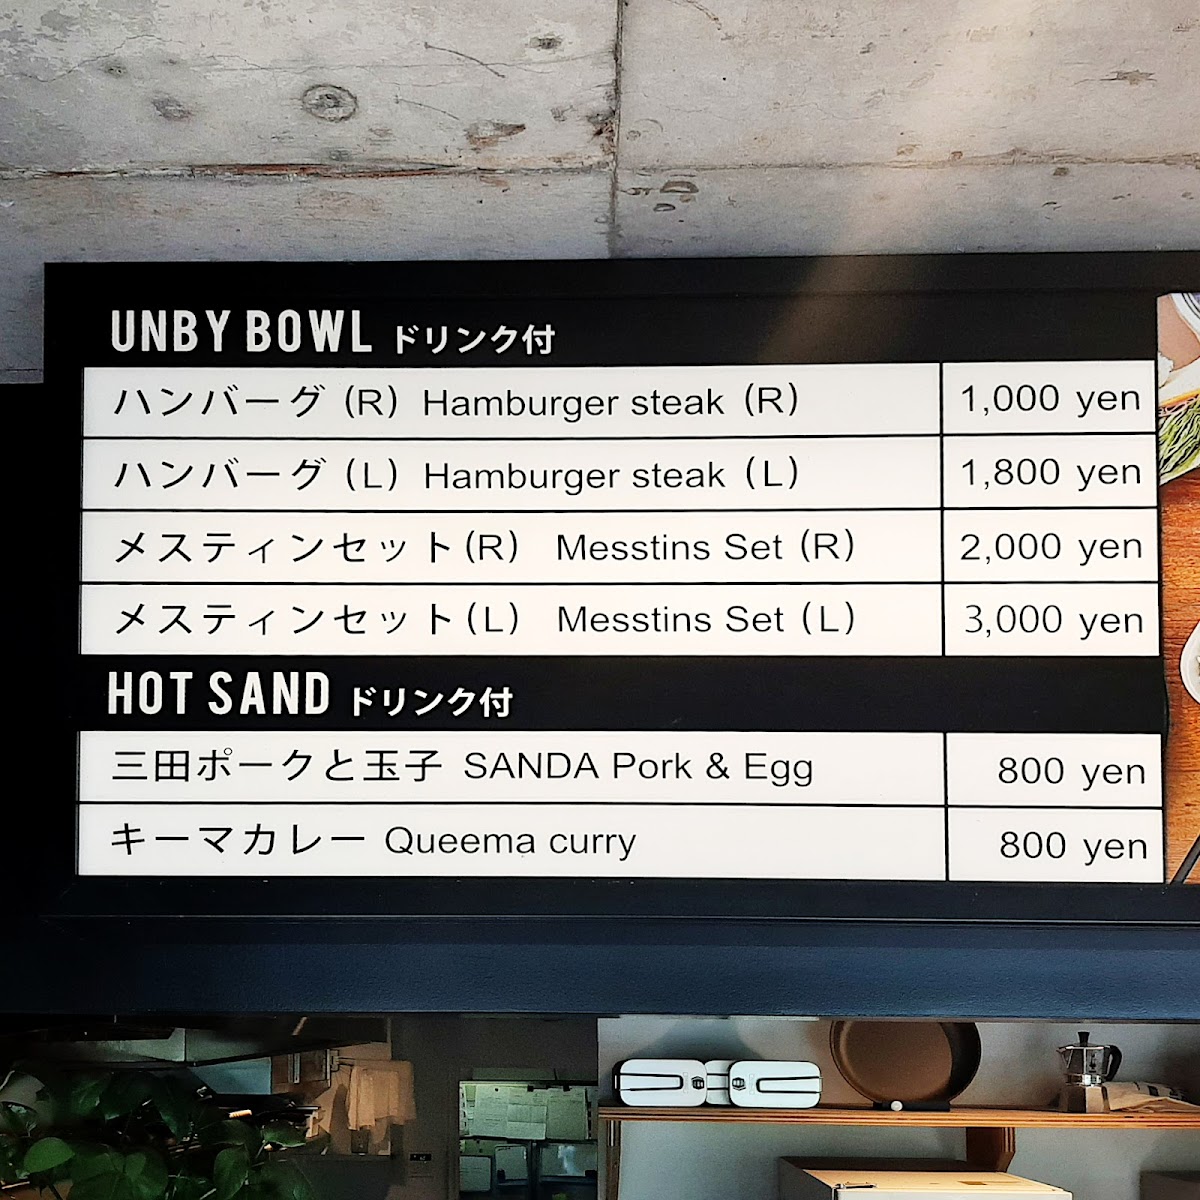 UNBY BOWL ドリンク付
ハンバーグ (R) Hamburger steak (R) 1,000 yen
ハンバーグ (L) Hamburger steak (L) 1,800 yen
メスティンセット(R) Messtins Set (R) 2,000 yen
メスティンセット(L) Messtins Set (L) 3,000 yen
HOT SAND ドリンク付
三田ポークと玉子 SANDA Pork & Egg 800 yen
キーマカレー Queema curry 800 yen